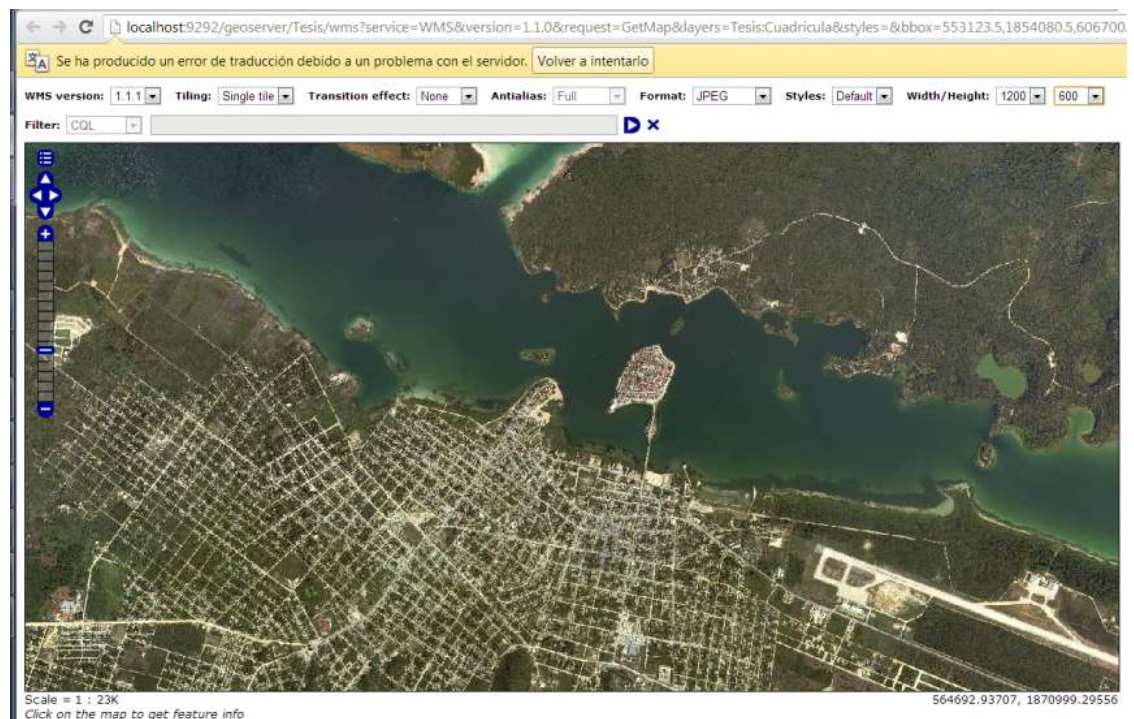 localhost:9292/geoserver/Tesis/wms?service=WMS&version=1.1.0&request=GetMap&layers=Tesis:Cuadricula&styles=&bbox=553123.5,1854080.5,606700.
Se ha producido un error de traducción debido a un problema con el servidor. Volver a intentarlo
WMS version: 1.1.1 Tiling: Single tile Transition effect: None Antialias: Full Format: JPEG Styles: Default Width/Height: 1200 600
Filter: CQL
Scale = 1 : 23K 564692.93707, 1870999.29556
Click on the map to get feature info